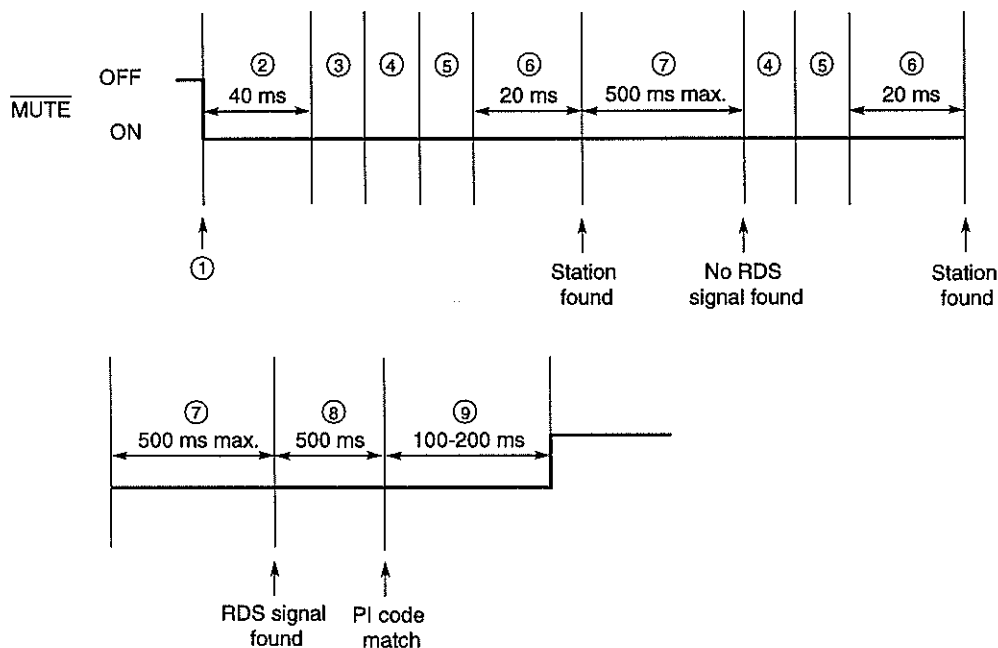 ② ③ ④ ⑤ ⑥ ⑦ ④ ⑤ ⑥
OFF
40 ms 20 ms 500 ms max. 20 ms
MUTE
ON
①
Station found
No RDS signal found
Station found
⑦ ⑧ ⑨
500 ms max. 500 ms 100-200 ms
RDS signal found
PI code match